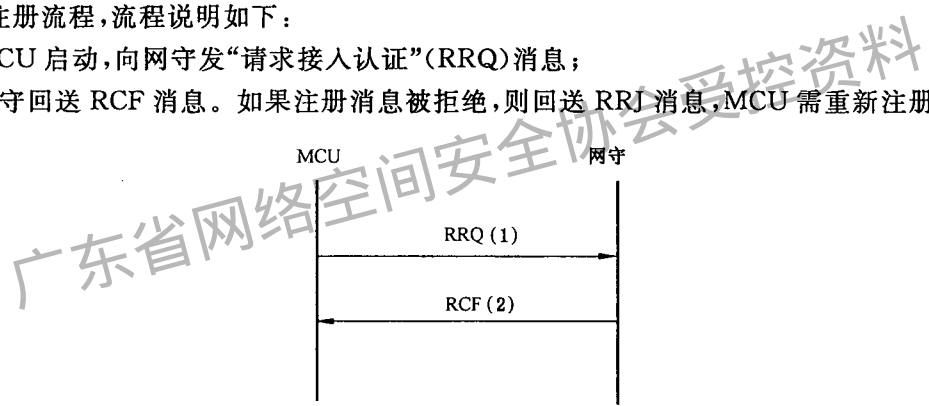 注册流程,流程说明如下:
CU 启动,向网守发“请求接入认证”(RRQ)消息;
守回送 RCF 消息。如果注册消息被拒绝,则回送 RRJ 消息,MCU 需重新注册
MCU
网守
RRQ (1)
RCF (2)
广东省网络空间安全协会受控资料